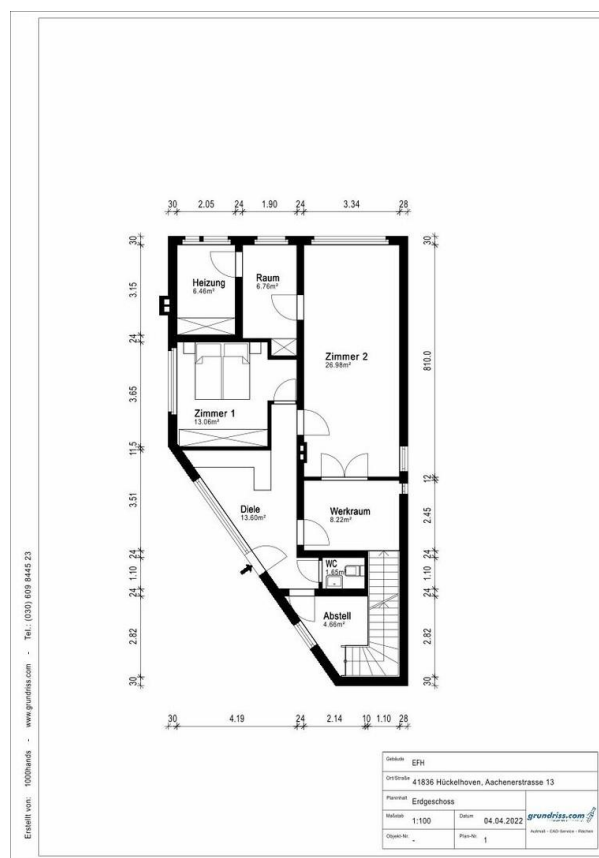 30 2.05 24 1.90 24 3.34 28
30 3.15 24 3.65 11.5 3.51 24 1.10 24 2.82 30
30 810.0 12 2.45 24 1.10 24 2.82 30
Heizung
6.46m²
Raum
6.76m²
Zimmer 2
26.98m²
Zimmer 1
13.06m²
Diele
13.60m²
Werkraum
8.22m²
WC
1.65m²
Abstell
4.66m²
30 4.19 24 2.14 10 1.10 28
Erstellt von: 1000hands - www.grundriss.com - Tel.: (030) 609 8445 23
Gebäude EFH
Ort/Straße 41836 Hückelhoven, Aachenerstrasse 13
Planinhalt Erdgeschoss
Maßstab 1:100 Datum 04.04.2022
Objekt-Nr. - Plan-Nr. 1
grundriss.com
Aufmaß - CAD-Service - Flächen